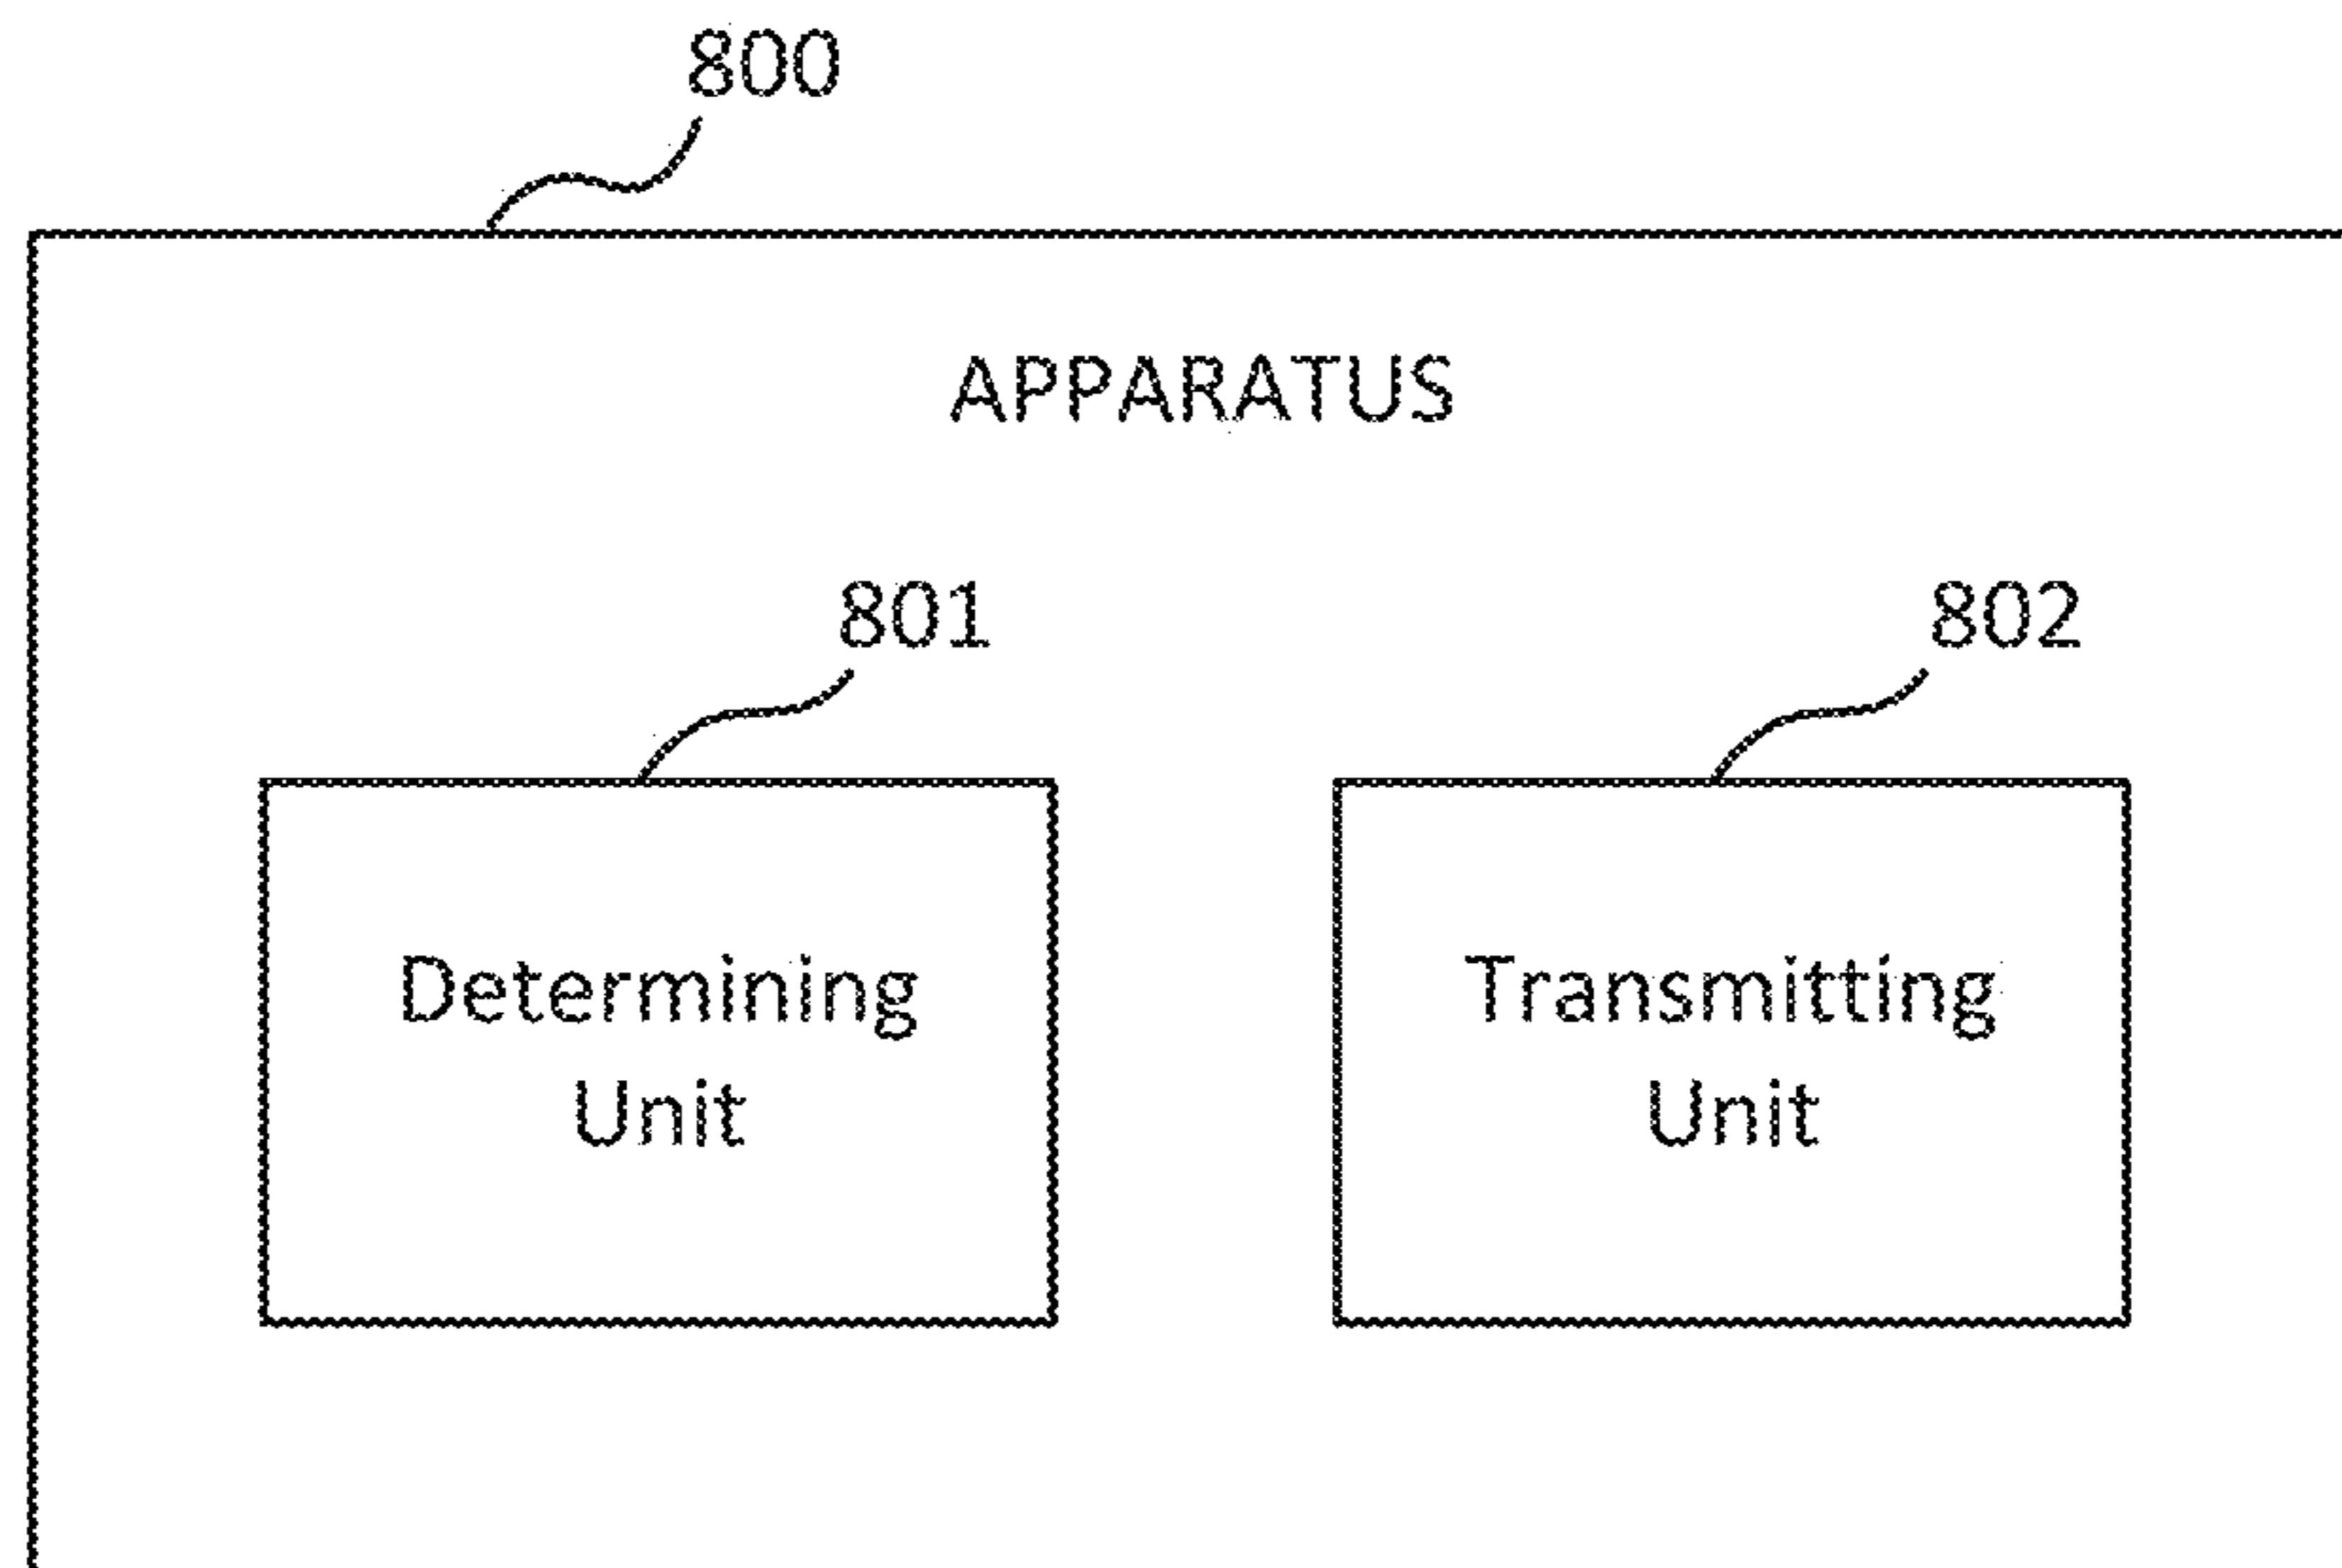 800
APPARATUS
801
802
Determining
Unit
Transmitting
Unit